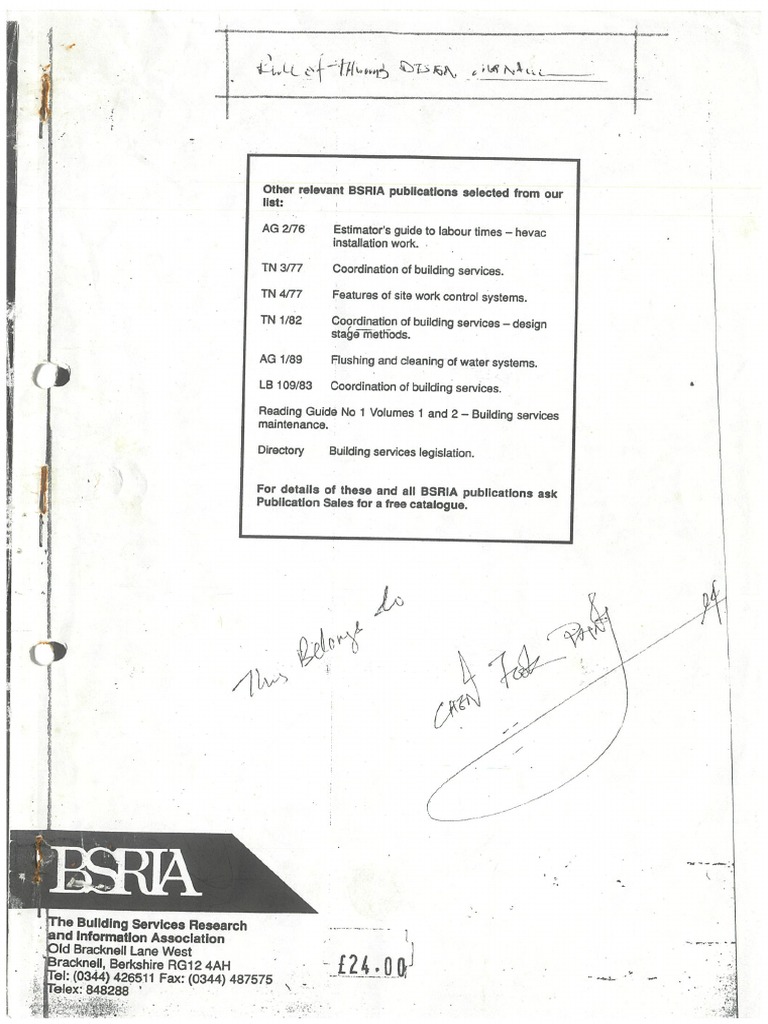 Rule of Thumb DESIGN
Other relevant BSRIA publications selected from our
list:
AG 2/76 Estimator's guide to labour times – hevac
installation work.
TN 3/77 Coordination of building services.
TN 4/77 Features of site work control systems.
TN 1/82 Coordination of building services – design
stage methods.
AG 1/89 Flushing and cleaning of water systems.
LB 109/83 Coordination of building services.
Reading Guide No 1 Volumes 1 and 2 – Building services
maintenance.
Directory Building services legislation.
For details of these and all BSRIA publications ask
Publication Sales for a free catalogue.
This Belongs to
CHEN FOOK
BSRIA
The Building Services Research
and Information Association
Old Bracknell Lane West
Bracknell, Berkshire RG12 4AH
Tel: (0344) 426511 Fax: (0344) 487575
Telex: 848288
£24.00